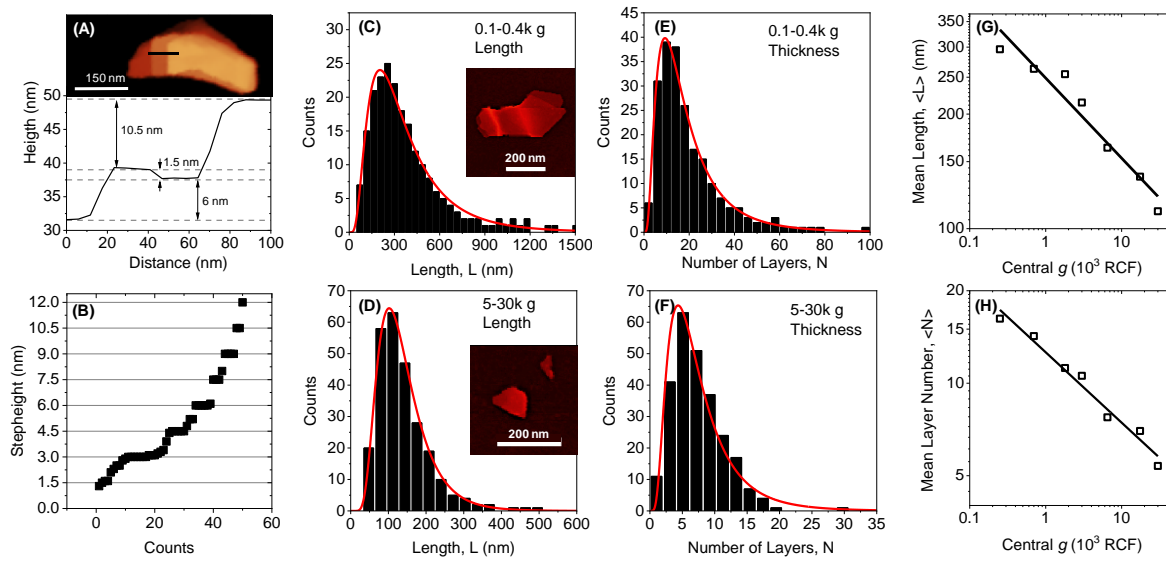 (A)
150 nm
Heigth (nm)
50
45
40
35
30
10.5 nm
1.5 nm
6 nm
0 20 40 60 80 100
Distance (nm)
(B)
Stepheight (nm)
12.0
10.5
9.0
7.5
6.0
4.5
3.0
1.5
0.0
0 20 40 60
Counts
(C)
0.1-0.4k g
Length
200 nm
Counts
30
25
20
15
10
5
0
0 300 600 900 1200 1500
Length, L (nm)
(D)
5-30k g
Length
200 nm
Counts
70
60
50
40
30
20
10
0
0 100 200 300 400 500 600
Length, L (nm)
(E)
0.1-0.4k g
Thickness
Counts
45
40
35
30
25
20
15
10
5
0
0 20 40 60 80 100
Number of Layers, N
(F)
5-30k g
Thickness
Counts
70
60
50
40
30
20
10
0
0 5 10 15 20 25 30 35
Number of Layers, N
(G)
Mean Length, <L> (nm)
350
300
250
200
150
100
0.1 1 10
Central g (10³ RCF)
(H)
Mean Layer Number, <N>
20
15
10
5
0.1 1 10
Central g (10³ RCF)